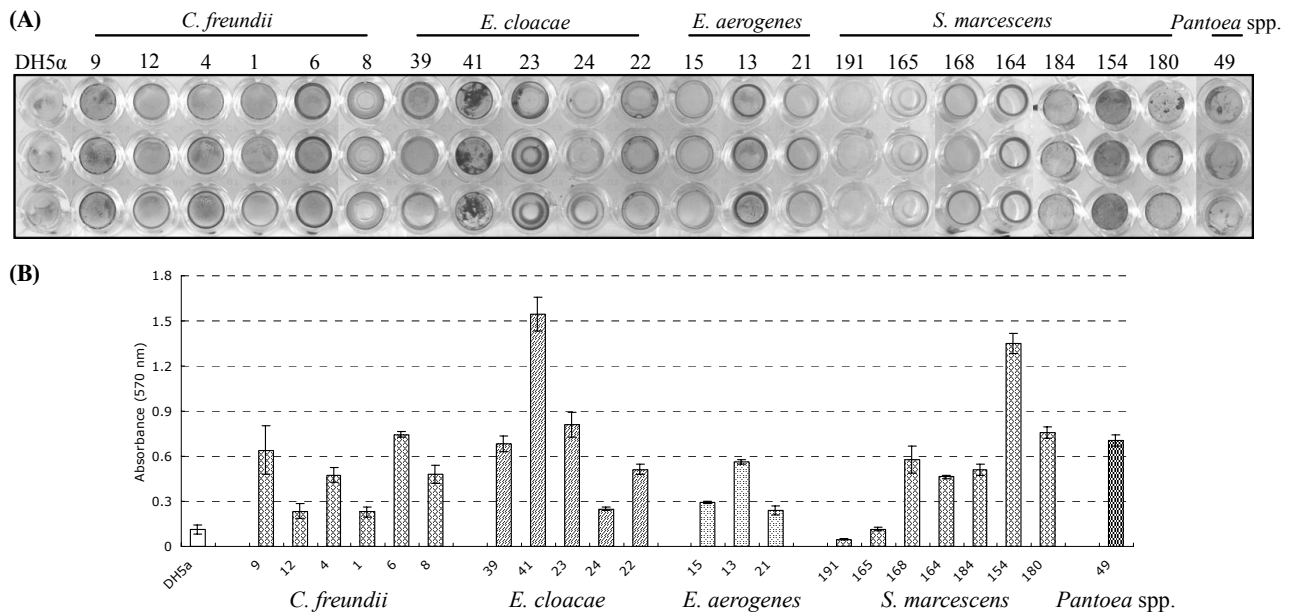 (A) C. freundii E. cloacae E. aerogenes S. marcescens Pantoea spp.
DH5α 9 12 4 1 6 8 39 41 23 24 22 15 13 21 191 165 168 164 184 154 180 49
(B)
1.8
1.5
1.2
0.9
0.6
0.3
0
Absorbance (570 nm)
DH5a 9 12 4 1 6 8 39 41 23 24 22 15 13 21 191 165 168 164 184 154 180 49
C. freundii E. cloacae E. aerogenes S. marcescens Pantoea spp.